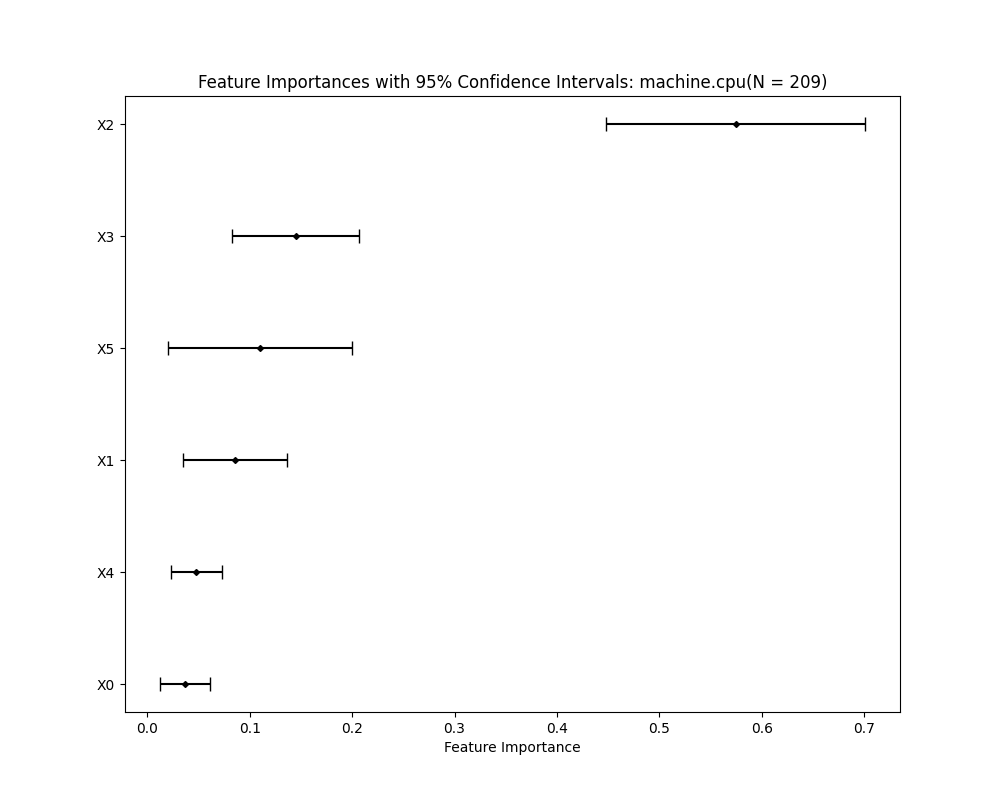 Feature Importances with 95% Confidence Intervals: machine.cpu(N = 209)
X2
X3
X5
X1
X4
X0
0.0 0.1 0.2 0.3 0.4 0.5 0.6 0.7
Feature Importance